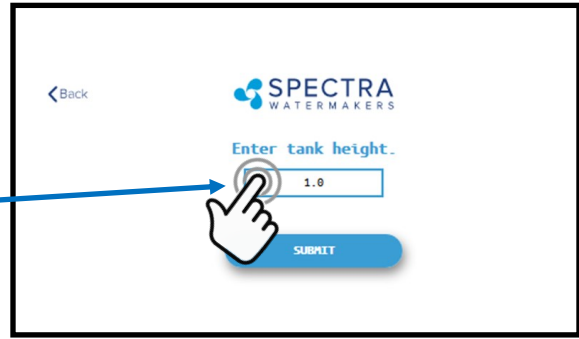 Back
SPECTRA
WATERMAKERS
Enter tank height.
1.0
SUBMIT